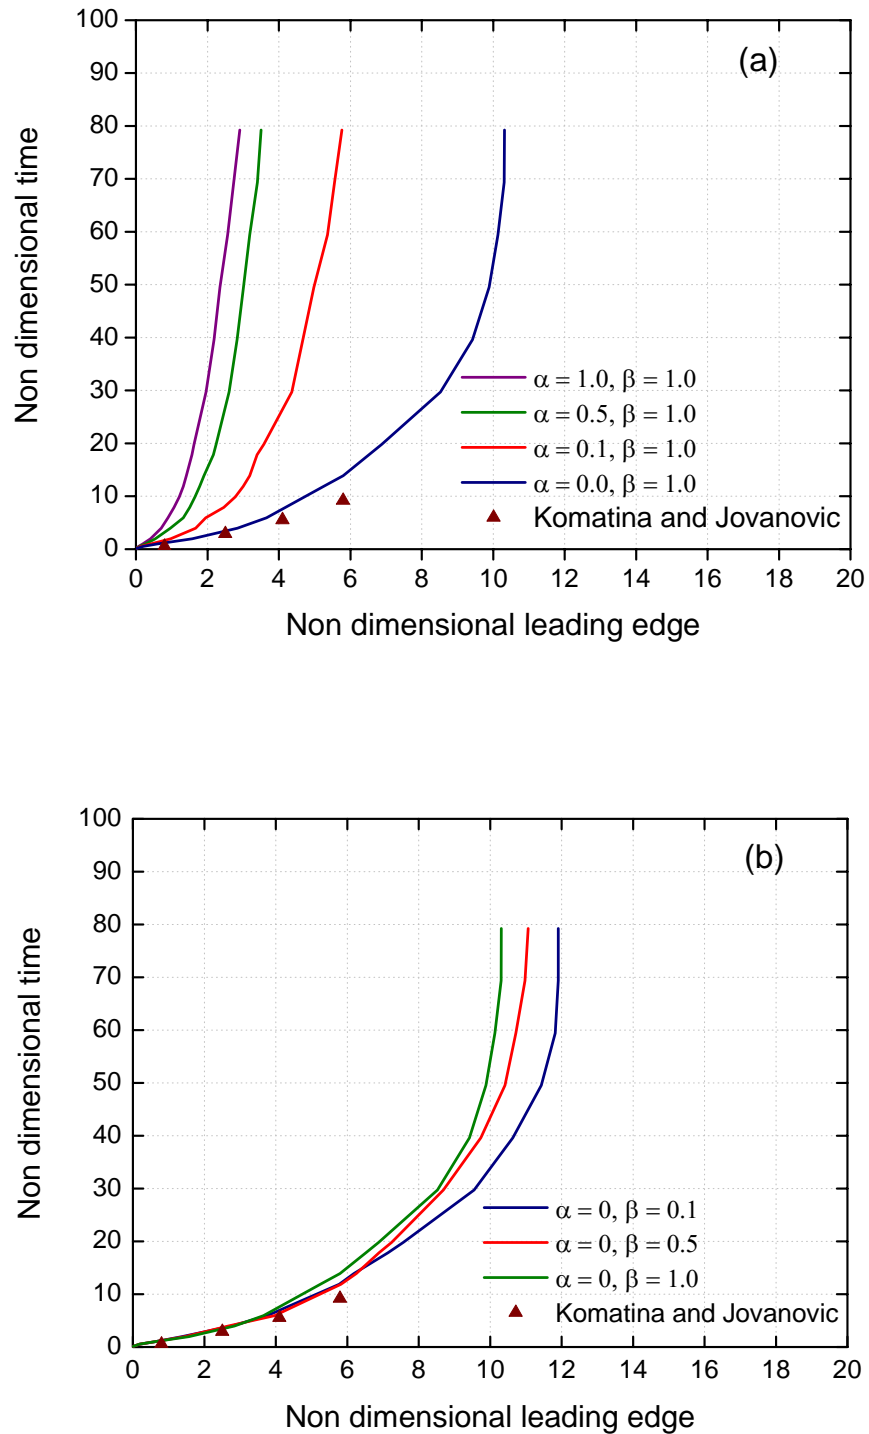 (a)
Non dimensional time
100
90
80
70
60
50
40
30
20
10
0
α = 1.0, β = 1.0
α = 0.5, β = 1.0
α = 0.1, β = 1.0
α = 0.0, β = 1.0
Komatina and Jovanovic
0 2 4 6 8 10 12 14 16 18 20
Non dimensional leading edge
(b)
Non dimensional time
100
90
80
70
60
50
40
30
20
10
0
α = 0, β = 0.1
α = 0, β = 0.5
α = 0, β = 1.0
Komatina and Jovanovic
0 2 4 6 8 10 12 14 16 18 20
Non dimensional leading edge